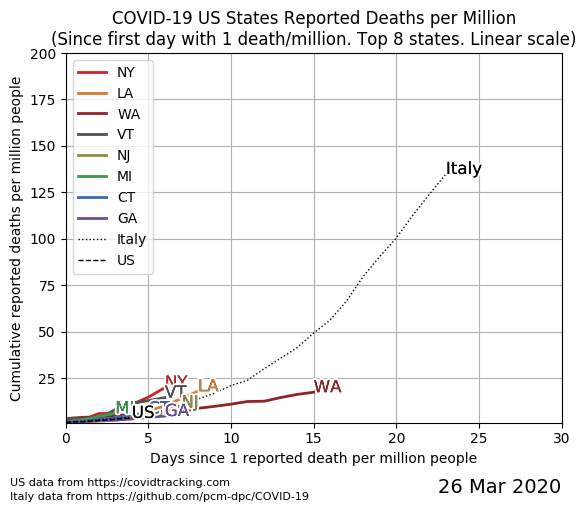 COVID-19 US States Reported Deaths per Million
(Since first day with 1 death/million. Top 8 states. Linear scale)
Cumulative reported deaths per million people
200
175
150
125
100
75
50
25
NY
LA
WA
VT
NJ
MI
CT
GA
Italy
US
Italy
NY
VT
LA
WA
MI
CT
NJ
US
GA
0
5
10
15
20
25
30
Days since 1 reported death per million people
US data from https://covidtracking.com
Italy data from https://github.com/pcm-dpc/COVID-19
26 Mar 2020